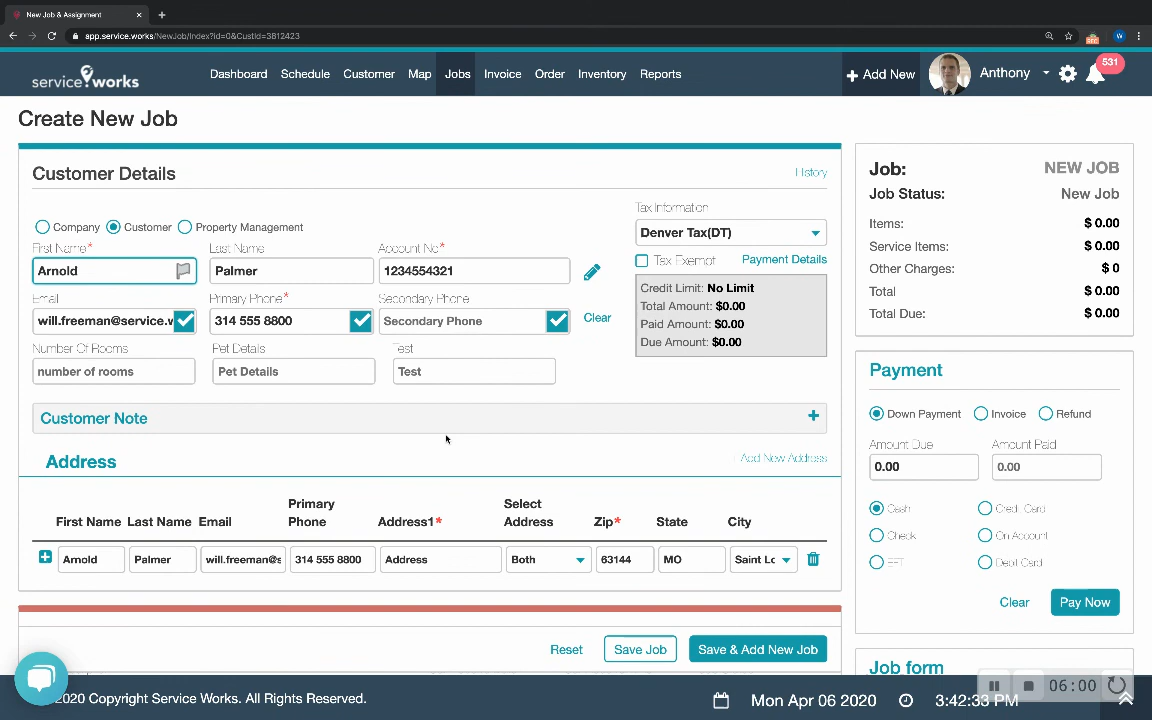 New Job & Assignment
app.service.works/NewJob/Index?id=0&CustId=3812423
W
service works
Dashboard Schedule Customer Map Jobs Invoice Order Inventory Reports
Add New
Anthony
531
Create New Job
Customer Details
History
Company Customer Property Management
First Name* Last Name Account No*
Arnold Palmer 1234554321
Email Primary Phone* Secondary Phone
will.freeman@service.w 314 555 8800 Secondary Phone
Clear
Number Of Rooms Pet Details Test
number of rooms Pet Details Test
Tax Information
Denver Tax(DT)
Tax Exempt Payment Details
Credit Limit: No Limit
Total Amount: $0.00
Paid Amount: $0.00
Due Amount: $0.00
Customer Note
Address
Add New Address
First Name Last Name Email Primary Phone Address1* Select Address Zip* State City
Arnold Palmer will.freeman@s 314 555 8800 Address Both 63144 MO Saint Lo
Reset Save Job Save & Add New Job
Job: NEW JOB
Job Status: New Job
Items: $ 0.00
Service Items: $ 0.00
Other Charges: $ 0
Total $ 0.00
Total Due: $ 0.00
Payment
Down Payment Invoice Refund
Amount Due Amount Paid
0.00 0.00
Cash Credit Card
Check On Account
EFT Debit Card
Clear Pay Now
Job form
06:00
2020 Copyright Service Works. All Rights Reserved.
Mon Apr 06 2020 3:42:33 PM